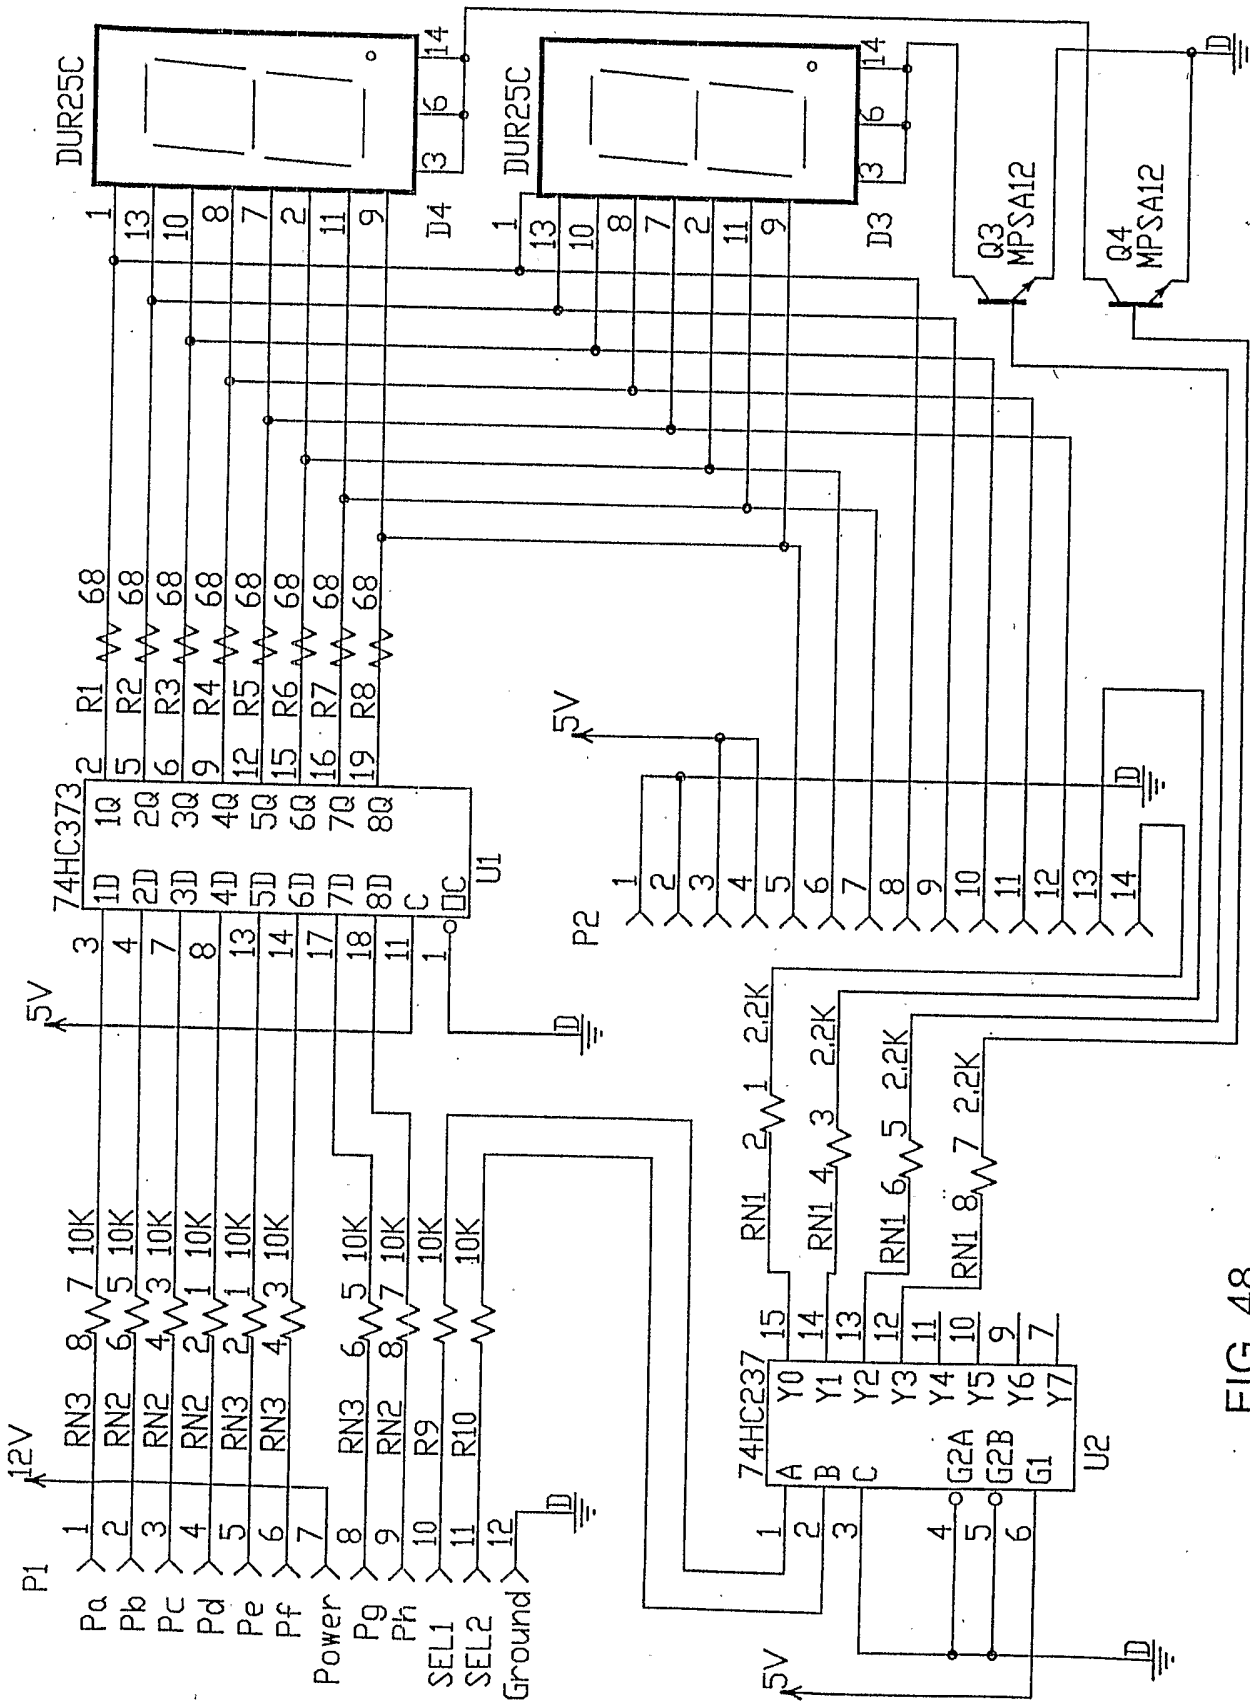 P1
12V
Pa 1 RN3 8 7 10K
Pb 2 RN2 6 5 10K
Pc 3 RN2 4 3 10K
Pd 4 RN2 2 1 10K
Pe 5 RN3 2 1 10K
Pf 6 RN3 4 3 10K
Power 7
Pg 8 RN3 6 5 10K
Ph 9 RN2 8 7 10K
SEL1 10 R9 10K
SEL2 11 R10 10K
Ground 12
D
5V
74HC373
3 1D 1Q 2 R1 68
4 2D 2Q 5 R2 68
7 3D 3Q 6 R3 68
8 4D 4Q 9 R4 68
13 5D 5Q 12 R5 68
14 6D 6Q 15 R6 68
17 7D 7Q 16 R7 68
18 8D 8Q 19 R8 68
11 C
1 OC
U1
D
DUR25C
1
13
10
8
7
2
11
9
3 6 14
D4
DUR25C
1
13
10
8
7
2
11
9
3 6 14
D3
Q3
MPSA12
Q4
MPSA12
D
5V
P2
1
2
3
4
5
6
7
8
9
10
11
12
13
14
D
74HC237
1 A Y0 15 RN1 2 1 2.2K
2 B Y1 14 RN1 4 3 2.2K
3 C Y2 13 RN1 6 5 2.2K
Y3 12 RN1 8 7 2.2K
Y4 11
4 G2A Y5 10
5 G2B Y6 9
6 G1 Y7 7
U2
5V
D
FIG. 48